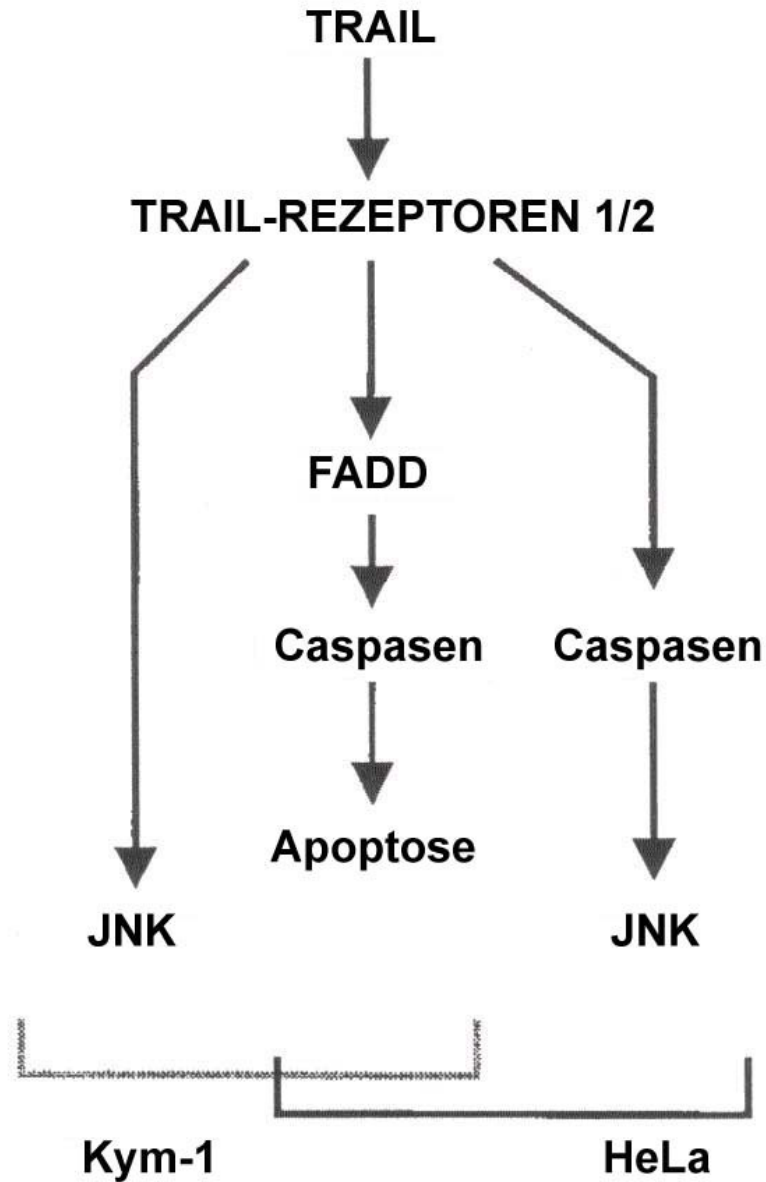 TRAIL
TRAIL-REZEPTOREN 1/2
FADD
Caspasen Caspasen
Apoptose
JNK JNK
Kym-1 HeLa